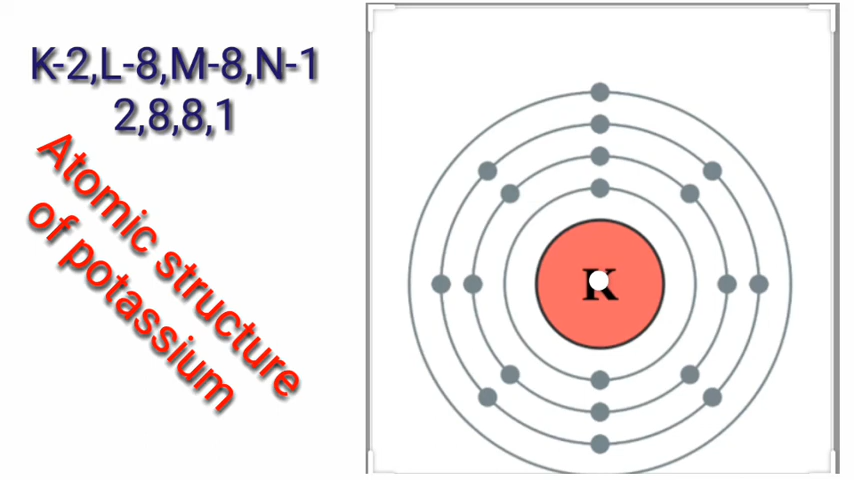 K-2,L-8,M-8,N-1
2,8,8,1
Atomic structure
of potassium
K